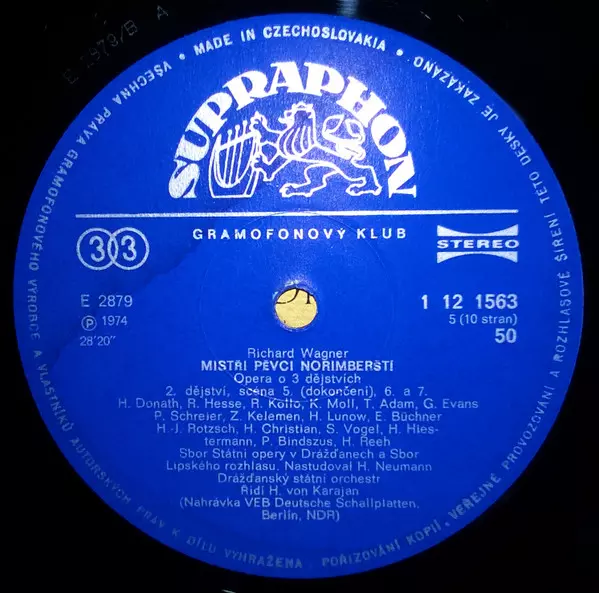 E 2879/B A
• MADE IN CZECHOSLOVAKIA •
VŠECHNA PRÁVA GRAMOFONOVÉHO VÝROBCE A VLASTNÍKŮ AUTORSKÝCH PRÁV K DÍLU VYHRAŽENA. POŘIZOVÁNÍ KOPIÍ, VEŘEJNÉ PROVOZOVÁNÍ A ROZHLASOVÉ ŠÍŘENÍ TÉTO DESKY JE ZAKÁZÁNO
SUPRAPHON
GRAMOFONOVÝ KLUB
33
STEREO
E 2879
1 12 1563
Ⓟ 1974
5 (10 stran)
28'20"
50
Richard Wagner
MISTŘI PĚVCI NORIMBERŠTÍ
Opera o 3 dějstvích
2. dějství, scéna 5. (dokončení), 6. a 7.
H. Donath, R. Hesse, R. Kollo, K. Moll, T. Adam, G. Evans
P. Schreier, Z. Kelemen, H. Lunow, E. Büchner
H.-J. Rotzsch, H. Christian, S. Vogel, H. Hies-
termann, P. Bindszus, H. Reeh
Sbor Státní opery v Drážďanech a Sbor
Lipského rozhlasu. Nastudoval H. Neumann
Drážďanský státní orchestr
Řídí H. von Karajan
(Nahrávka VEB Deutsche Schallplatten,
Berlin, NDR)